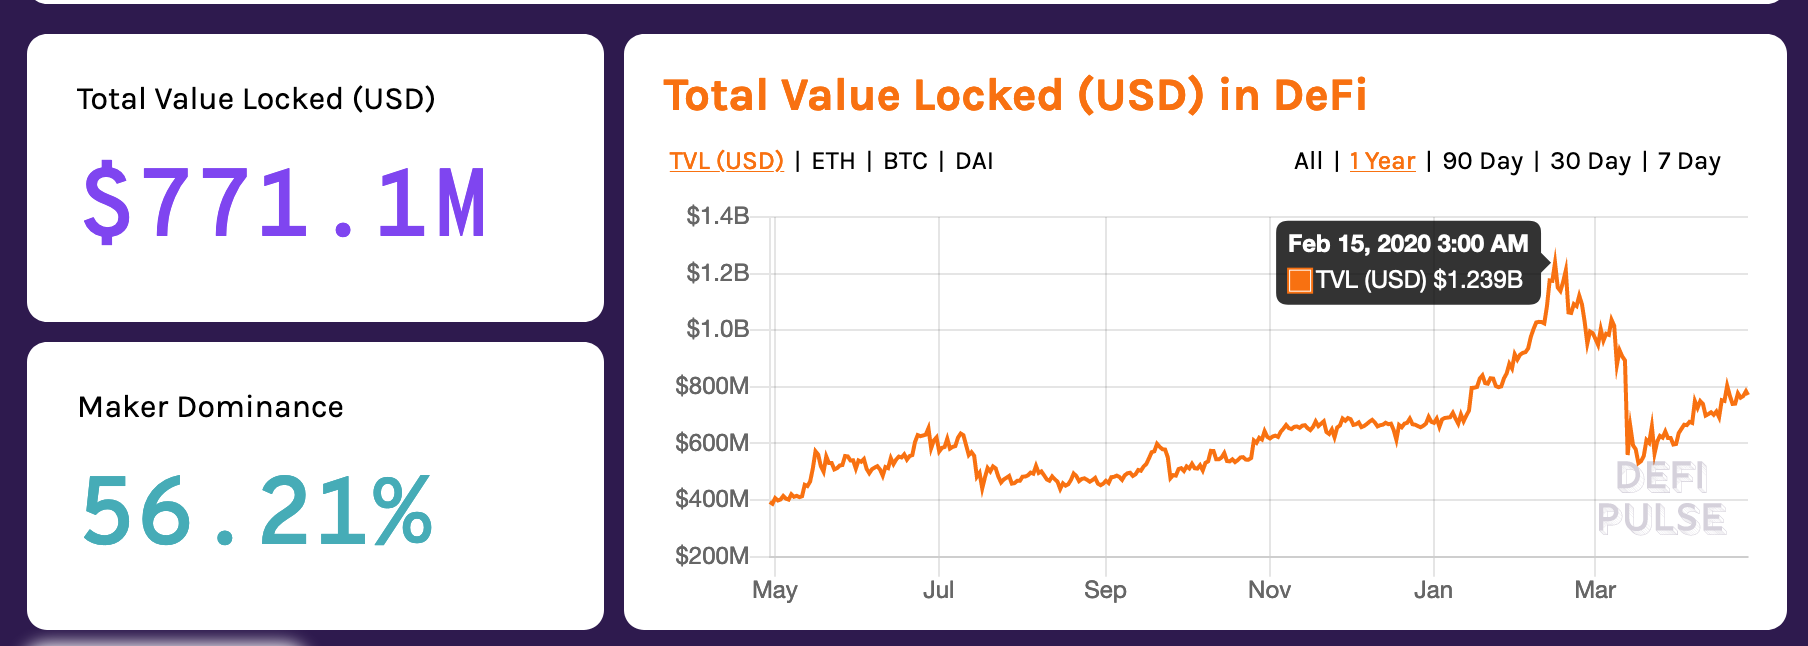 Total Value Locked (USD)
$771.1M
Maker Dominance
56.21%
Total Value Locked (USD) in DeFi
TVL (USD) | ETH | BTC | DAI
All | 1 Year | 90 Day | 30 Day | 7 Day
$1.4B
$1.2B
$1.0B
$800M
$600M
$400M
$200M
Feb 15, 2020 3:00 AM
TVL (USD) $1.239B
DEFI
PULSE
May Jul Sep Nov Jan Mar